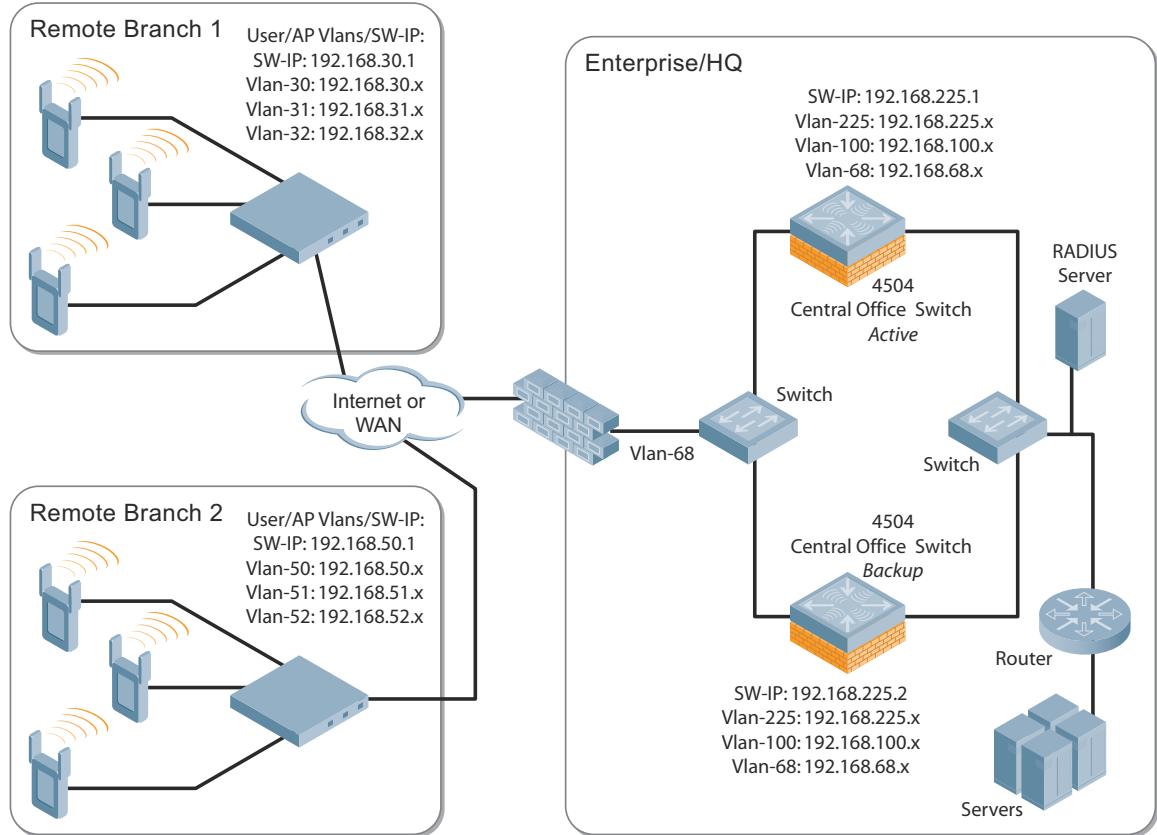 Remote Branch 1
User/AP Vlans/SW-IP:
SW-IP: 192.168.30.1
Vlan-30: 192.168.30.x
Vlan-31: 192.168.31.x
Vlan-32: 192.168.32.x
Enterprise/HQ
SW-IP: 192.168.225.1
Vlan-225: 192.168.225.x
Vlan-100: 192.168.100.x
Vlan-68: 192.168.68.x
4504
Central Office Switch
Active
RADIUS
Server
Internet or
WAN
Vlan-68
Switch
Switch
Remote Branch 2
User/AP Vlans/SW-IP:
SW-IP: 192.168.50.1
Vlan-50: 192.168.50.x
Vlan-51: 192.168.51.x
Vlan-52: 192.168.52.x
4504
Central Office Switch
Backup
SW-IP: 192.168.225.2
Vlan-225: 192.168.225.x
Vlan-100: 192.168.100.x
Vlan-68: 192.168.68.x
Router
Servers